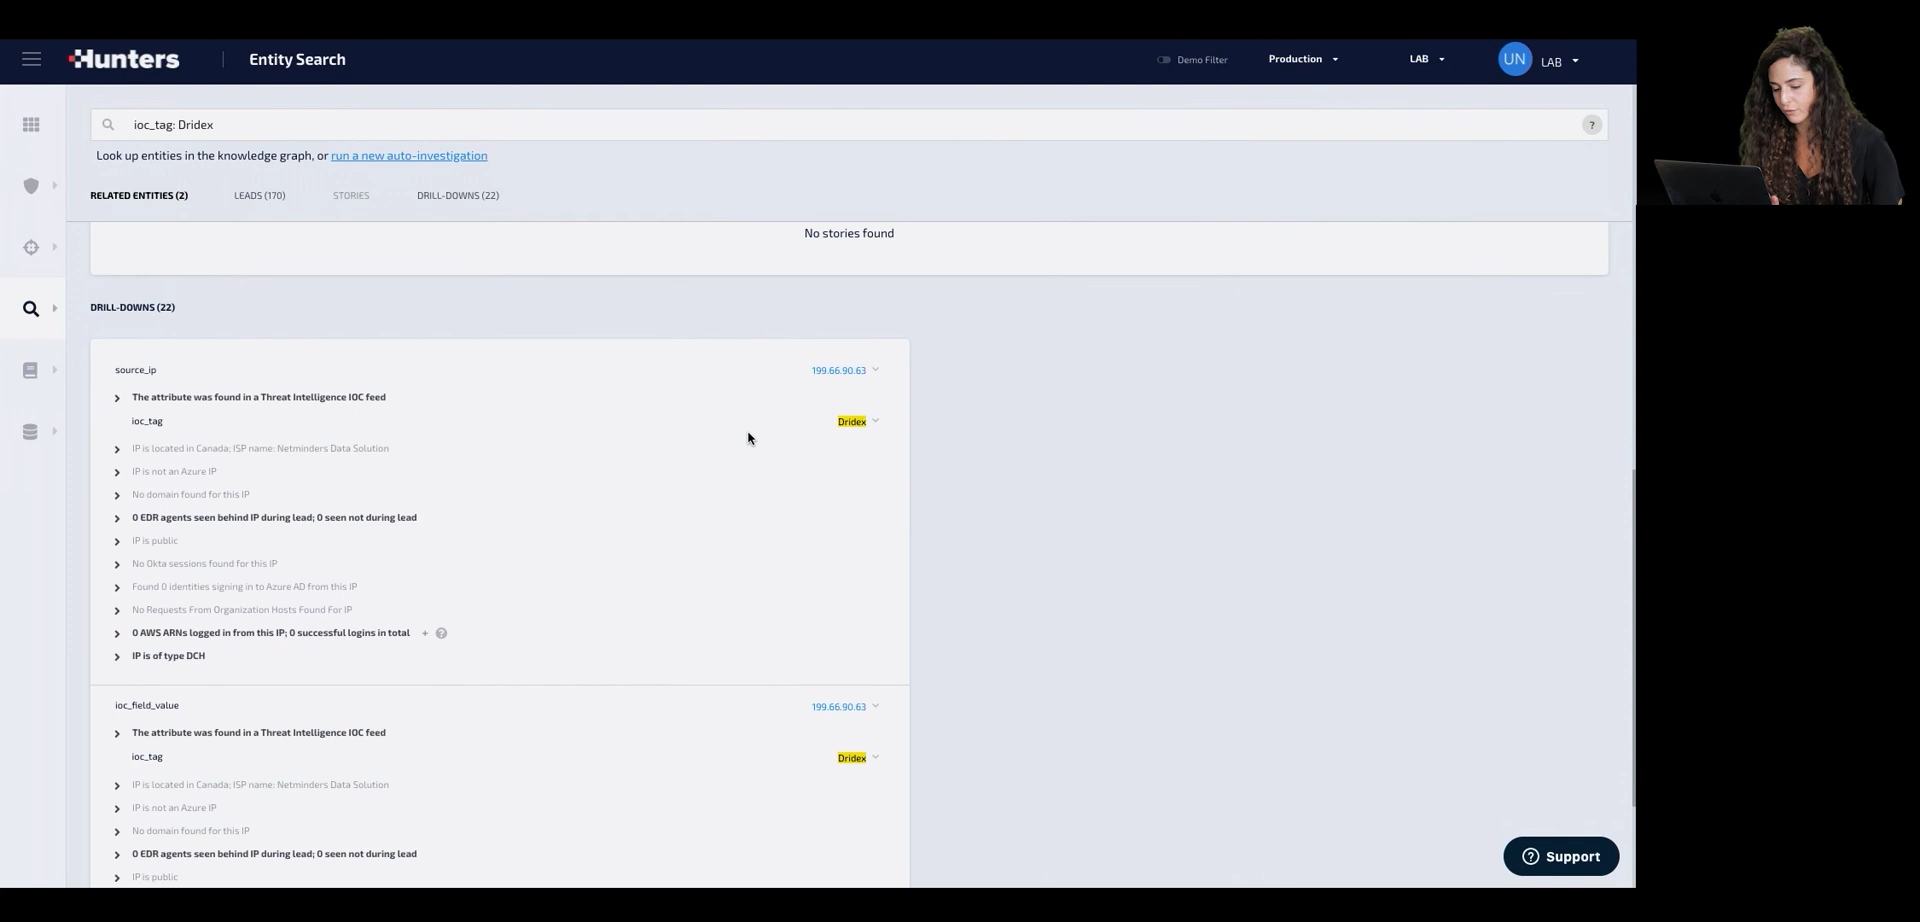 Hunters
Entity Search
Demo Filter
Production
LAB
UN
LAB
ioc_tag: Dridex
?
Look up entities in the knowledge graph, or run a new auto-investigation
RELATED ENTITIES (2)
LEADS (170)
STORIES
DRILL-DOWNS (22)
No stories found
DRILL-DOWNS (22)
source_ip
199.66.90.63
The attribute was found in a Threat Intelligence IOC feed
ioc_tag
Dridex
IP is located in Canada; ISP name: Netminders Data Solution
IP is not an Azure IP
No domain found for this IP
0 EDR agents seen behind IP during lead; 0 seen not during lead
IP is public
No Okta sessions found for this IP
Found 0 identities signing in to Azure AD from this IP
No Requests From Organization Hosts Found For IP
0 AWS ARNs logged in from this IP; 0 successful logins in total + ?
IP is of type DCH
ioc_field_value
199.66.90.63
The attribute was found in a Threat Intelligence IOC feed
ioc_tag
Dridex
IP is located in Canada; ISP name: Netminders Data Solution
IP is not an Azure IP
No domain found for this IP
0 EDR agents seen behind IP during lead; 0 seen not during lead
IP is public
? Support